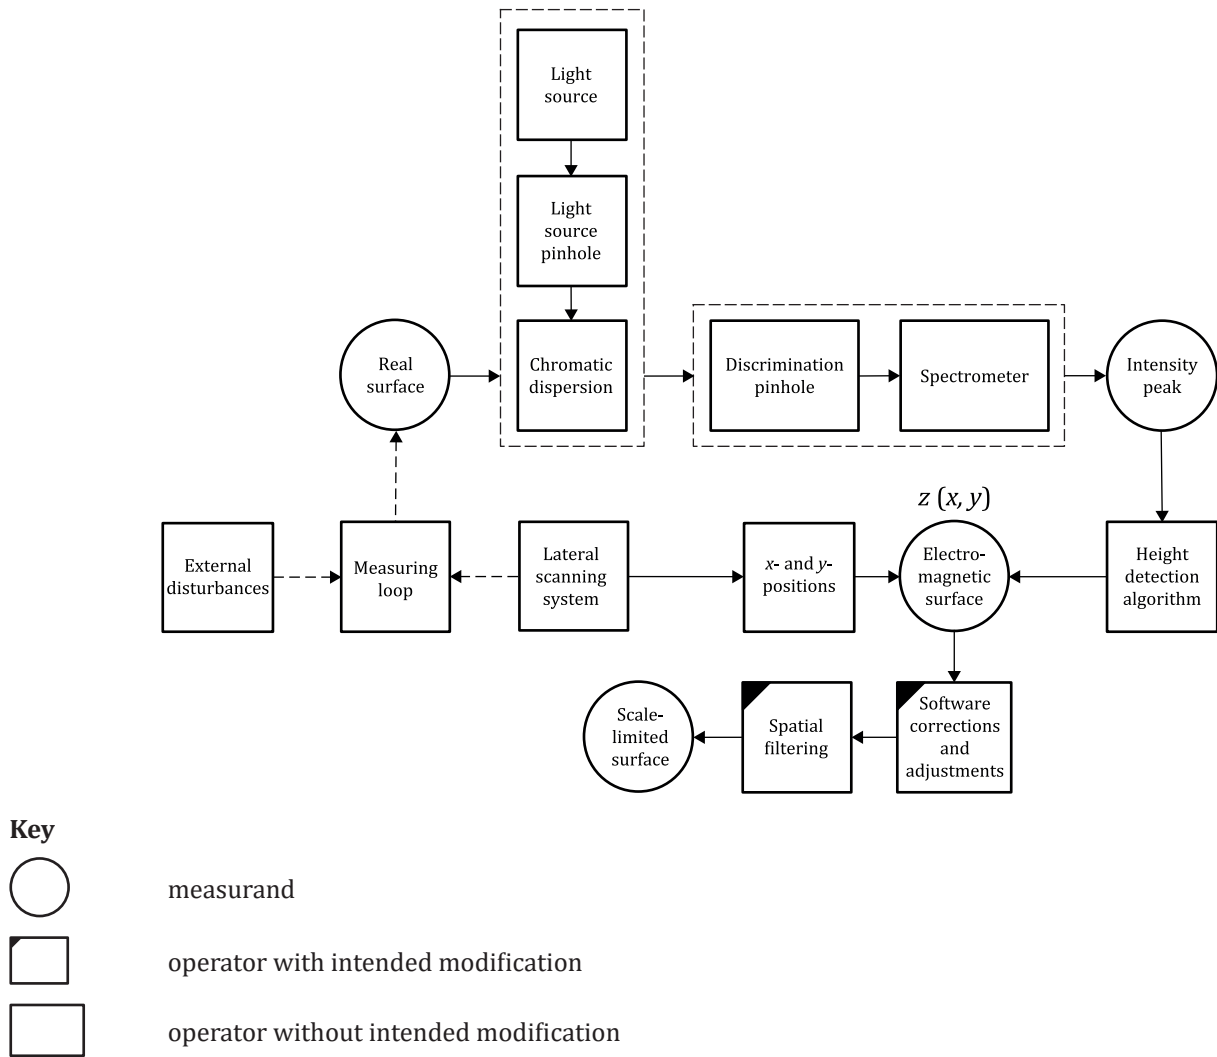 Light
source
Light
source
pinhole
Real
surface
Chromatic
dispersion
Discrimination
pinhole
Spectrometer
Intensity
peak
z (x, y)
External
disturbances
Measuring
loop
Lateral
scanning
system
x- and y-
positions
Electro-
magnetic
surface
Height
detection
algorithm
Scale-
limited
surface
Spatial
filtering
Software
corrections
and
adjustments
Key
measurand
operator with intended modification
operator without intended modification